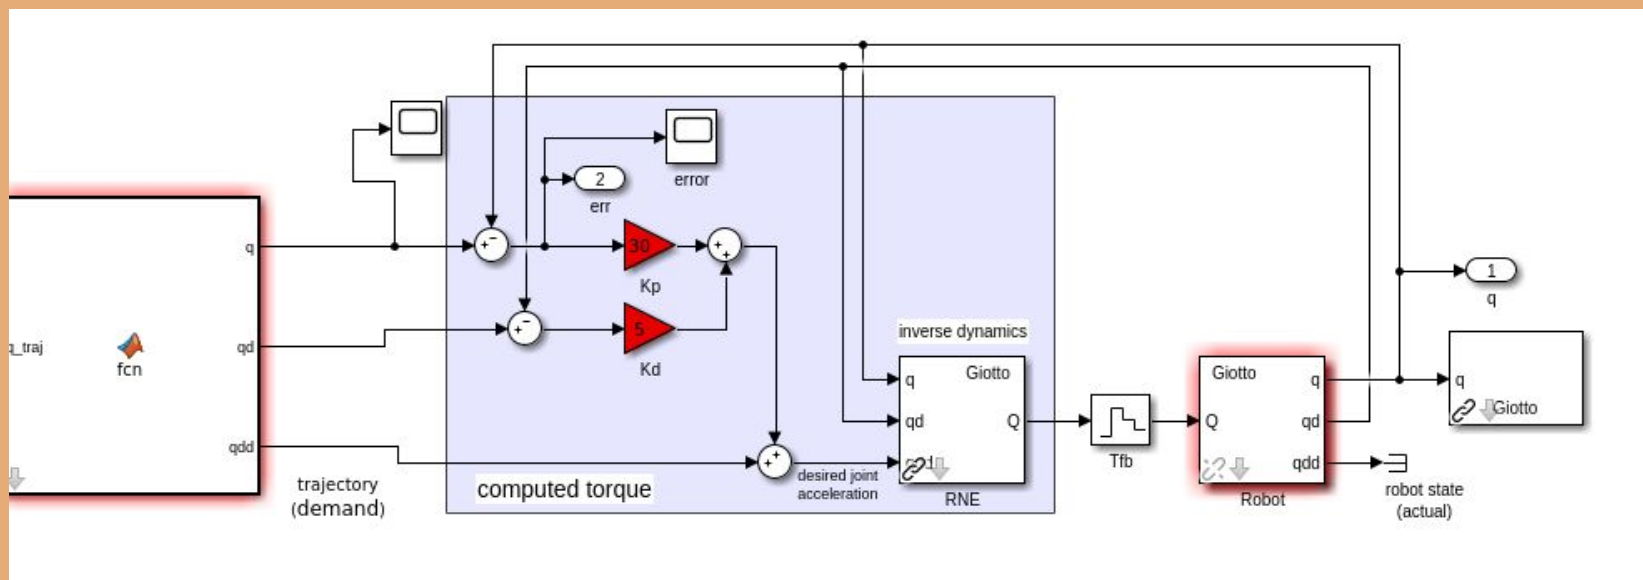 error
2
err
q
30
Kp
1
q
inverse dynamics
q_traj
fcn
qd
5
Kd
q
Giotto
qd
Q
Giotto
q
Q
qd
qdd
q
Giotto
Tfb
qdd
trajectory
(demand)
computed torque
desired joint
acceleration
RNE
Robot
robot state
(actual)